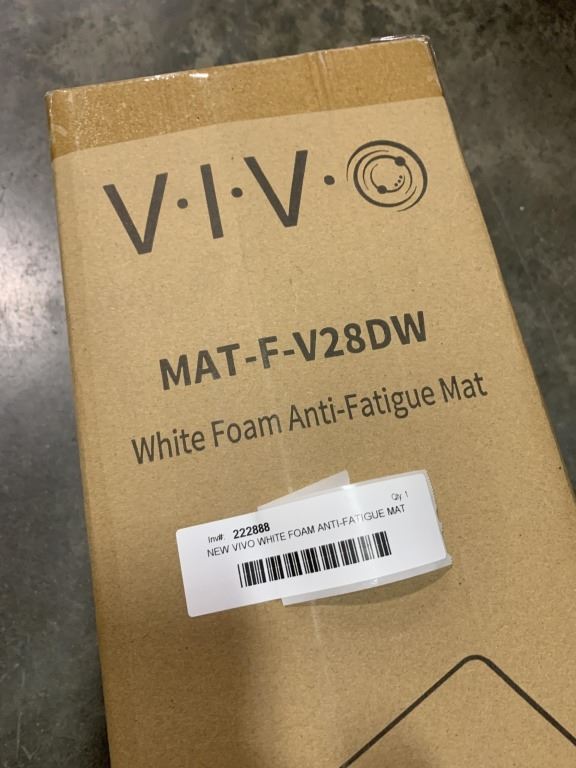 V·I·V·O
MAT-F-V28DW
White Foam Anti-Fatigue Mat
Inv#: 222888 Qty: 1
NEW VIVO WHITE FOAM ANTI-FATIGUE MAT